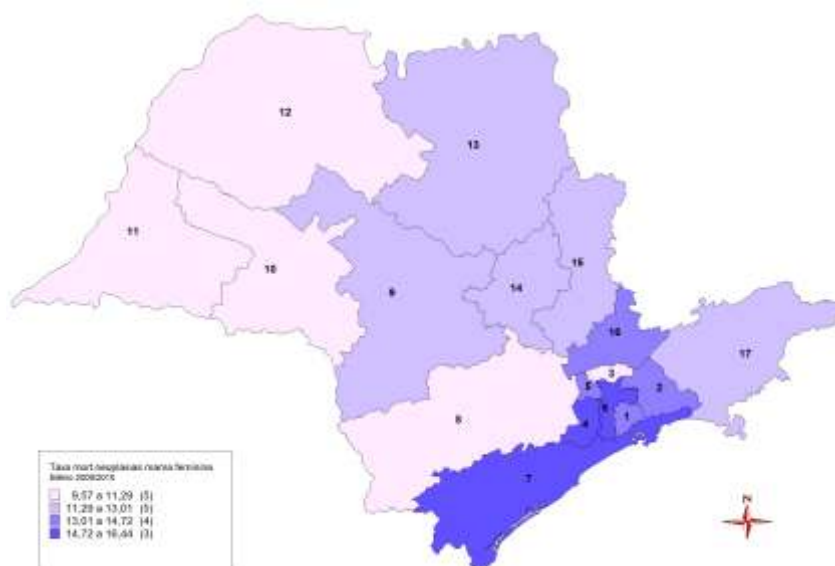 12
13
11
10
15
9
14
16
17
3
5
2
8
6
1
4
7
Taxa mort neoplasias mama feminina
biênio 2009/2010
9,57 a 11,29 (5)
11,29 a 13,01 (5)
13,01 a 14,72 (4)
14,72 a 16,44 (3)
N